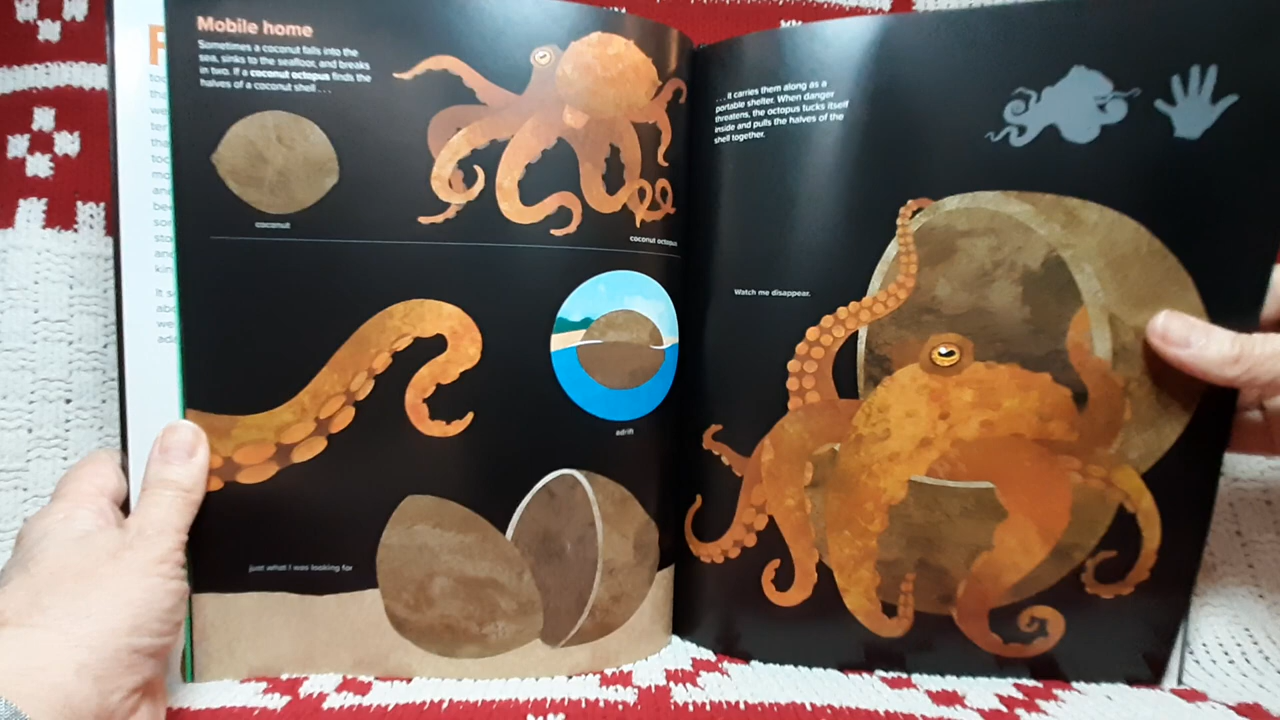 Mobile home
Sometimes a coconut falls into the
sea, sinks to the seafloor, and breaks
in two. If a coconut octopus finds the
halves of a coconut shell . . .
coconut
coconut octopus
adrift
just what I was looking for
. . . it carries them along as a
portable shelter. When danger
threatens, the octopus tucks itself
inside and pulls the halves of the
shell together.
Watch me disappear.